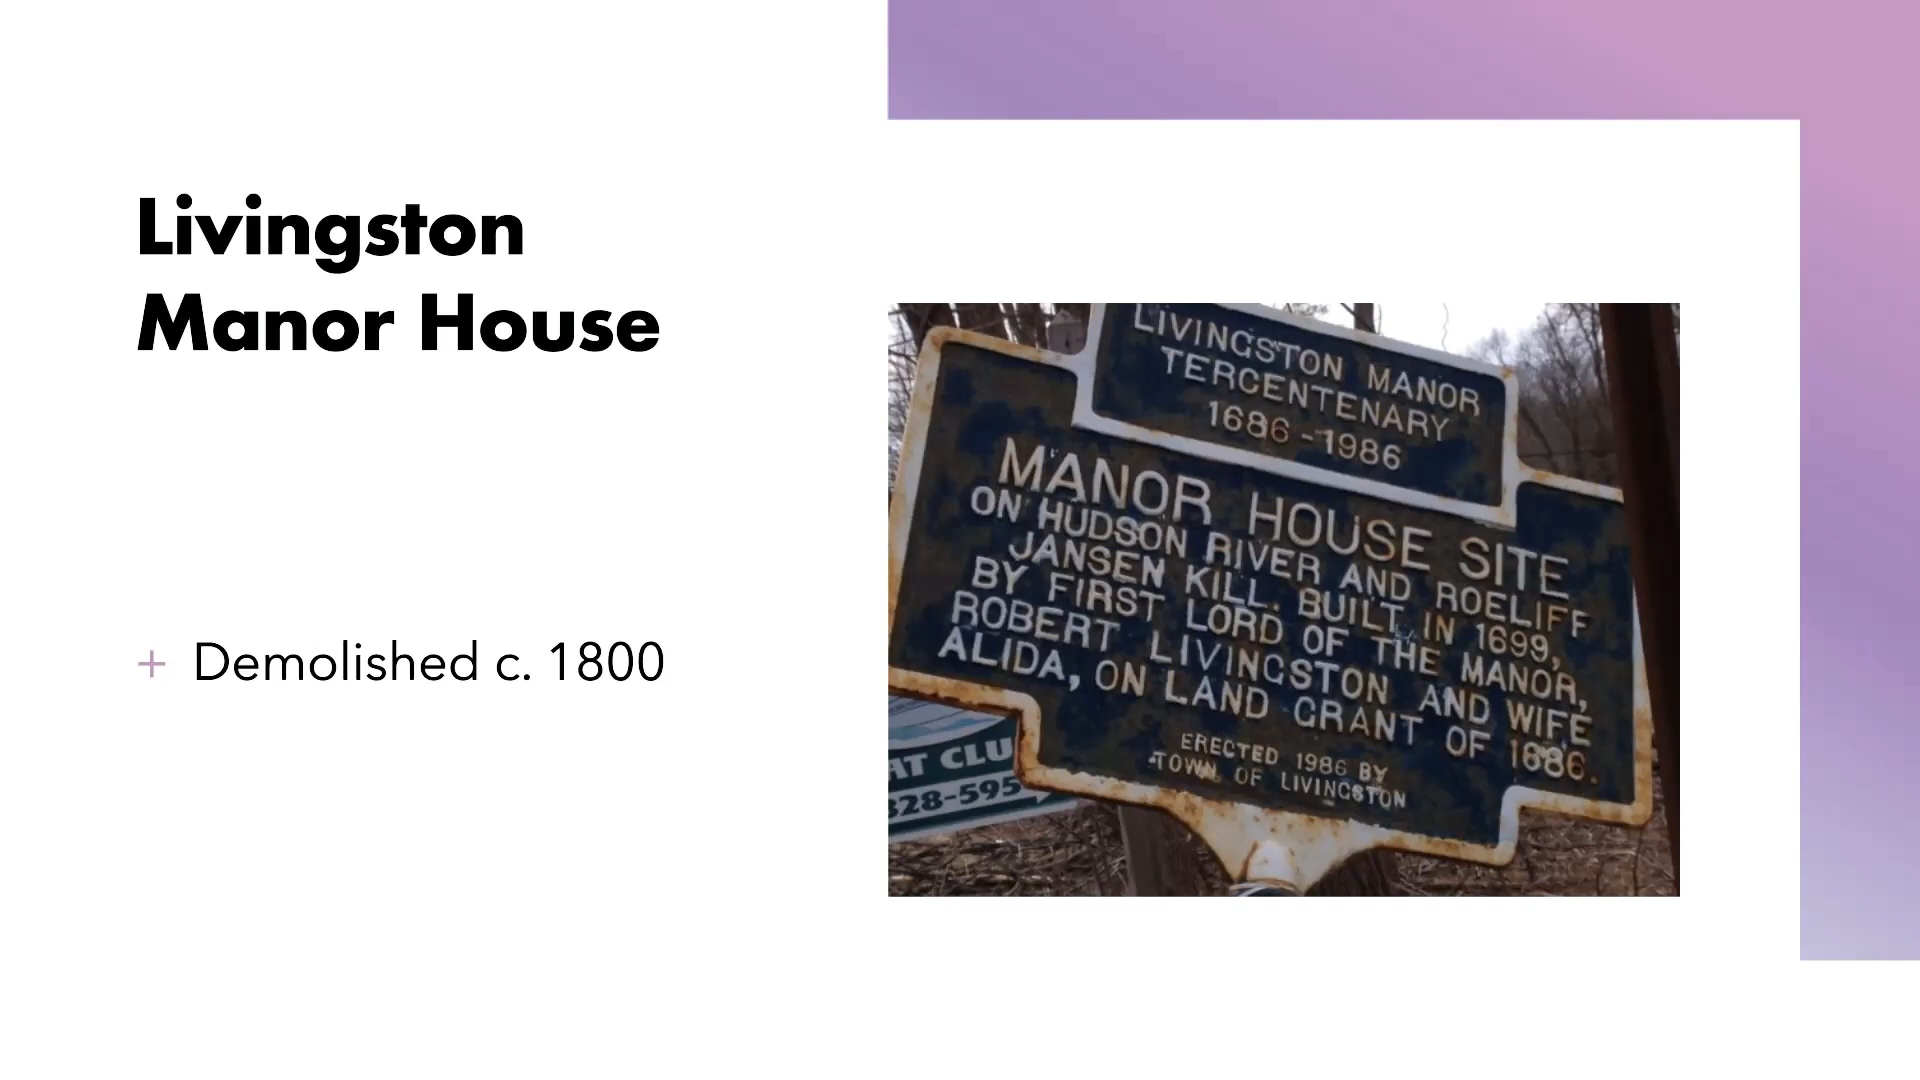 Livingston
Manor House
+ Demolished c. 1800
LIVINGSTON MANOR
TERCENTENARY
1686-1986
MANOR HOUSE SITE
ON HUDSON RIVER AND ROELIFF
JANSEN KILL. BUILT IN 1699,
BY FIRST LORD OF THE MANOR,
ROBERT LIVINGSTON AND WIFE
ALIDA, ON LAND GRANT OF 1686.
ERECTED 1986 BY
TOWN OF LIVINGSTON
AT CLU
828-595